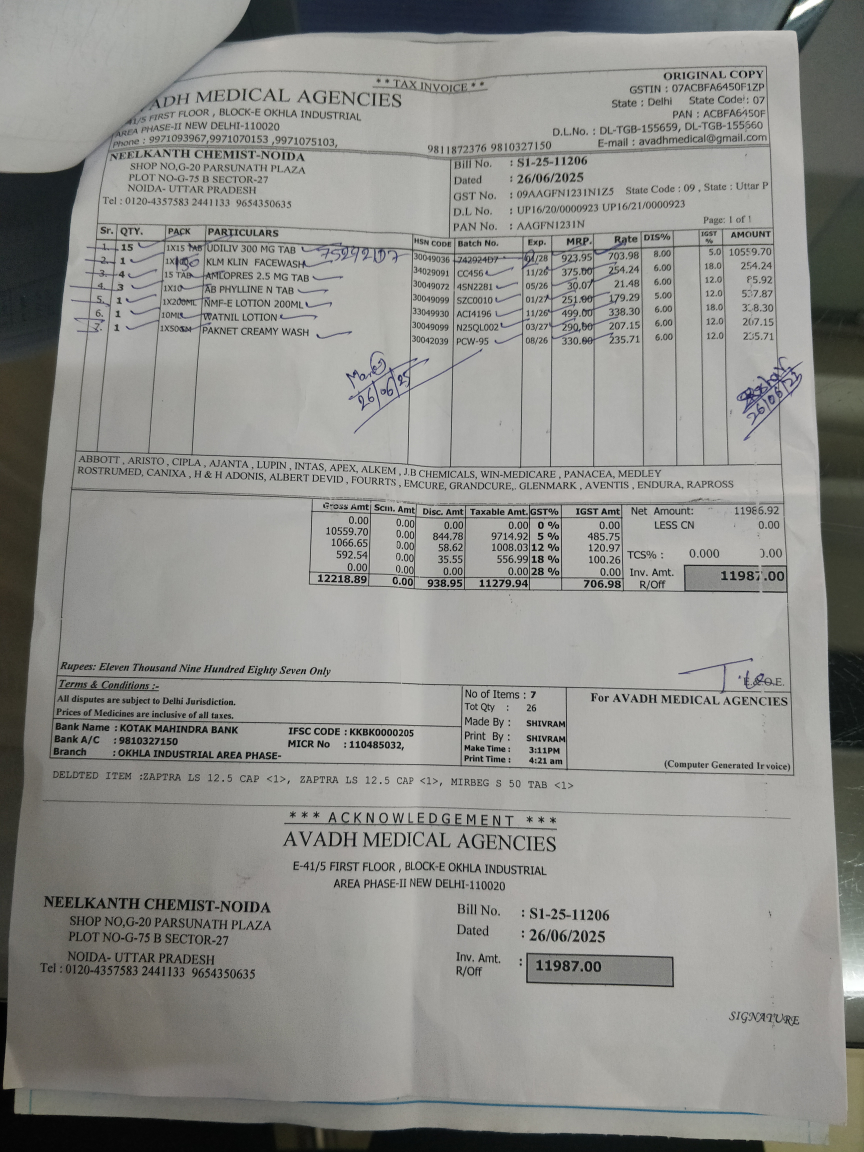 **TAX INVOICE**
ORIGINAL COPY
GSTIN : 07ACBFA6450F1ZP
State : Delhi State Code : 07
PAN : ACBFA6450F
D.L.No. : DL-TGB-155659, DL-TGB-155660
E-mail : avadhmedical@gmail.com
ADH MEDICAL AGENCIES
41/5 FIRST FLOOR , BLOCK-E OKHLA INDUSTRIAL
AREA PHASE-II NEW DELHI-110020
Phone : 9971093967,9971070153 ,9971075103,
9811872376 9810327150
NEELKANTH CHEMIST-NOIDA
SHOP NO,G-20 PARSUNATH PLAZA
PLOT NO-G-75 B SECTOR-27
NOIDA- UTTAR PRADESH
Tel : 0120-4357583 2441133 9654350635
Bill No. : S1-25-11206
Dated : 26/06/2025
GST No. : 09AAGFN1231N1Z5 State Code : 09 , State : Uttar P
D.L No. : UP16/20/0000923 UP16/21/0000923
PAN No. : AAGFN1231N
Page: 1 of 1
Sr. QTY. PACK PARTICULARS HSN CODE Batch No. Exp. MRP. Rate DIS% IGST % AMOUNT
1. 15 1X15 TAB UDILIV 300 MG TAB 30049036 742924D7 /28 923.95 703.98 8.00 5.0 10559.70
2. 1 KLM KLIN FACEWASH 34029091 CC456 11/26 375.00 254.24 6.00 18.0 254.24
3. 4 15 TAB AMLOPRES 2.5 MG TAB 30049072 4SN2281 05/26 30.07 21.48 6.00 12.0 5.92
4. 3 1X10 AB PHYLLINE N TAB 30049099 SZC0010 01/27 251.00 179.29 5.00 12.0 537.87
5. 1 1X200ML NMF-E LOTION 200ML 33049930 ACI4196 11/26 499.00 338.30 6.00 18.0 338.30
6. 1 10ML WATNIL LOTION 30049099 N25QL002 03/27 290.00 207.15 6.00 12.0 207.15
7. 1 PAKNET CREAMY WASH 30042039 PCW-95 08/26 330.00 235.71 6.00 12.0 235.71
26/06/25
26/06/25
ABBOTT , ARISTO , CIPLA , AJANTA , LUPIN , INTAS, APEX, ALKEM , J.B CHEMICALS, WIN-MEDICARE , PANACEA, MEDLEY
ROSTRUMED, CANIXA , H & H ADONIS, ALBERT DEVID , FOURRTS, EMCURE, GRANDCURE,. GLENMARK , AVENTIS , ENDURA, RAPROSS
Gross Amt Scm. Amt Disc. Amt Taxable Amt. GST% IGST Amt
0.00 0.00 0.00 0.00 0 % 0.00
10559.70 0.00 844.78 9714.92 5 % 485.75
1066.65 0.00 58.62 1008.03 12 % 120.97
592.54 0.00 35.55 556.99 18 % 100.26
0.00 0.00 0.00 0.00 28 % 0.00
12218.89 0.00 938.95 11279.94 706.98
Net Amount: 11986.92
LESS CN 0.00
TCS% : 0.000 0.00
Inv. Amt. 11987.00
R/Off
Rupees: Eleven Thousand Nine Hundred Eighty Seven Only
E.&.O.E.
Terms & Conditions :-
All disputes are subject to Delhi Jurisdiction.
Prices of Medicines are inclusive of all taxes.
Bank Name : KOTAK MAHINDRA BANK IFSC CODE : KKBK0000205
Bank A/C : 9810327150 MICR No : 110485032,
Branch : OKHLA INDUSTRIAL AREA PHASE-
No of Items : 7
Tot Qty : 26
Made By : SHIVRAM
Print By : SHIVRAM
Make Time : 3:11PM
Print Time : 4:21 am
For AVADH MEDICAL AGENCIES
(Computer Generated Invoice)
DELDTED ITEM :ZAPTRA LS 12.5 CAP <1>, ZAPTRA LS 12.5 CAP <1>, MIRBEG S 50 TAB <1>
*** ACKNOWLEDGEMENT ***
AVADH MEDICAL AGENCIES
E-41/5 FIRST FLOOR , BLOCK-E OKHLA INDUSTRIAL
AREA PHASE-II NEW DELHI-110020
NEELKANTH CHEMIST-NOIDA
SHOP NO,G-20 PARSUNATH PLAZA
PLOT NO-G-75 B SECTOR-27
NOIDA- UTTAR PRADESH
Tel : 0120-4357583 2441133 9654350635
Bill No. : S1-25-11206
Dated : 26/06/2025
Inv. Amt. : 11987.00
R/Off
SIGNATURE